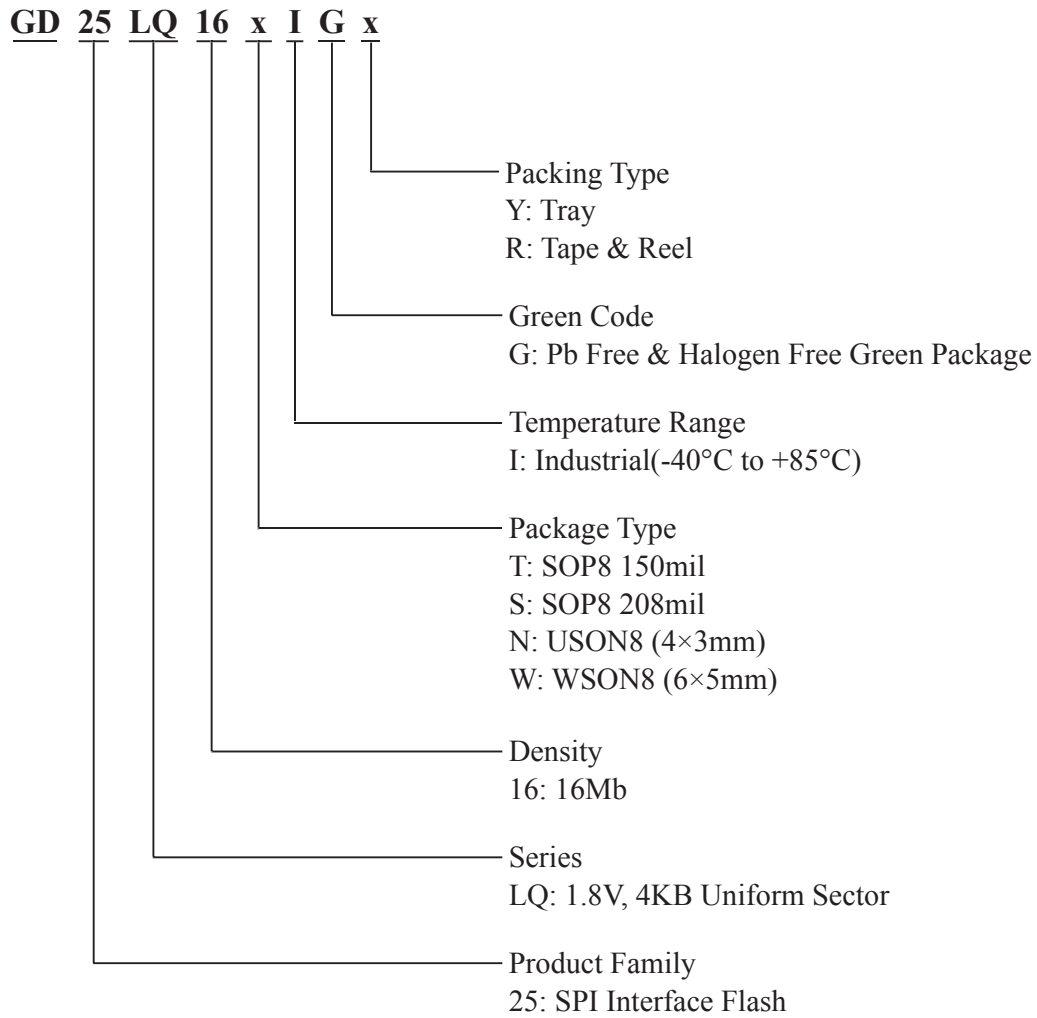 GD 25 LQ 16 x I G x
Packing Type
Y: Tray
R: Tape & Reel
Green Code
G: Pb Free & Halogen Free Green Package
Temperature Range
I: Industrial(-40°C to +85°C)
Package Type
T: SOP8 150mil
S: SOP8 208mil
N: USON8 (4×3mm)
W: WSON8 (6×5mm)
Density
16: 16Mb
Series
LQ: 1.8V, 4KB Uniform Sector
Product Family
25: SPI Interface Flash